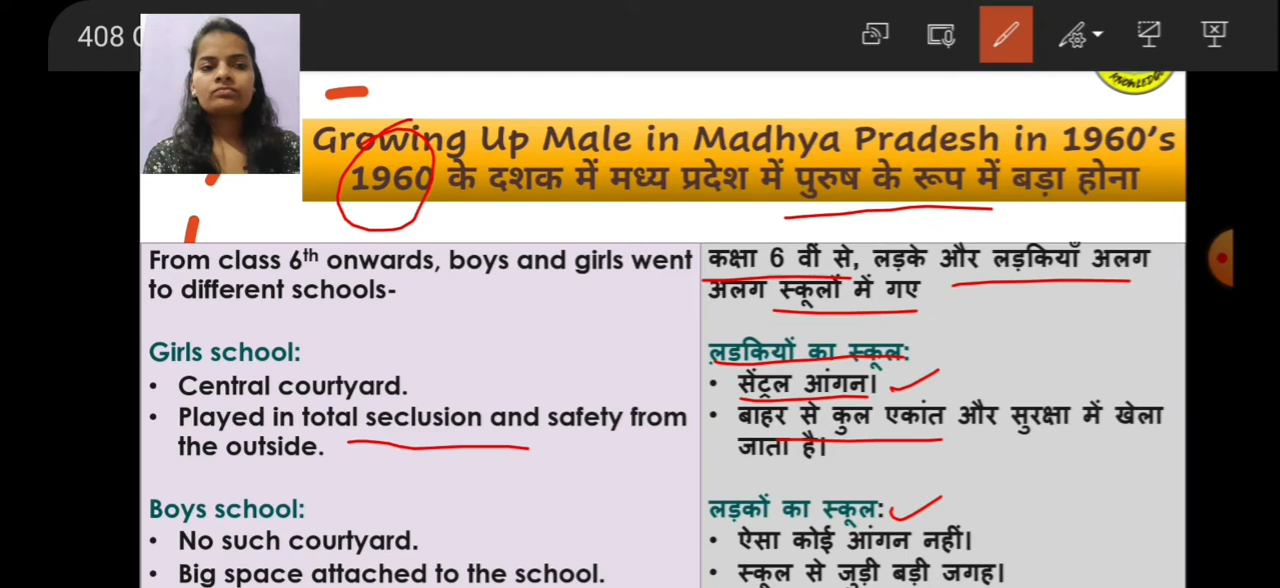 408
KNOWLEDGE
Growing Up Male in Madhya Pradesh in 1960's
1960 के दशक में मध्य प्रदेश में पुरुष के रूप में बड़ा होना
From class 6th onwards, boys and girls went
to different schools-
Girls school:
• Central courtyard.
• Played in total seclusion and safety from
the outside.
Boys school:
• No such courtyard.
• Big space attached to the school.
कक्षा 6 वीं से, लड़के और लड़कियाँ अलग
अलग स्कूलों में गए
लडकियों का स्कूल:
• सेंट्रल आंगन।
• बाहर से कुल एकांत और सुरक्षा में खेला
जाता है।
लड़कों का स्कूल:
• ऐसा कोई आंगन नहीं।
• स्कूल से जुड़ी बड़ी जगह।